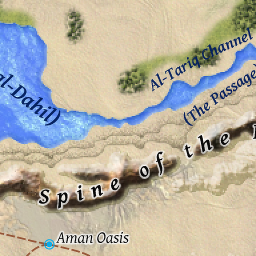 Al-Tariq Channel
(The Passage)
al-Dahil)
Spine of the
Aman Oasis